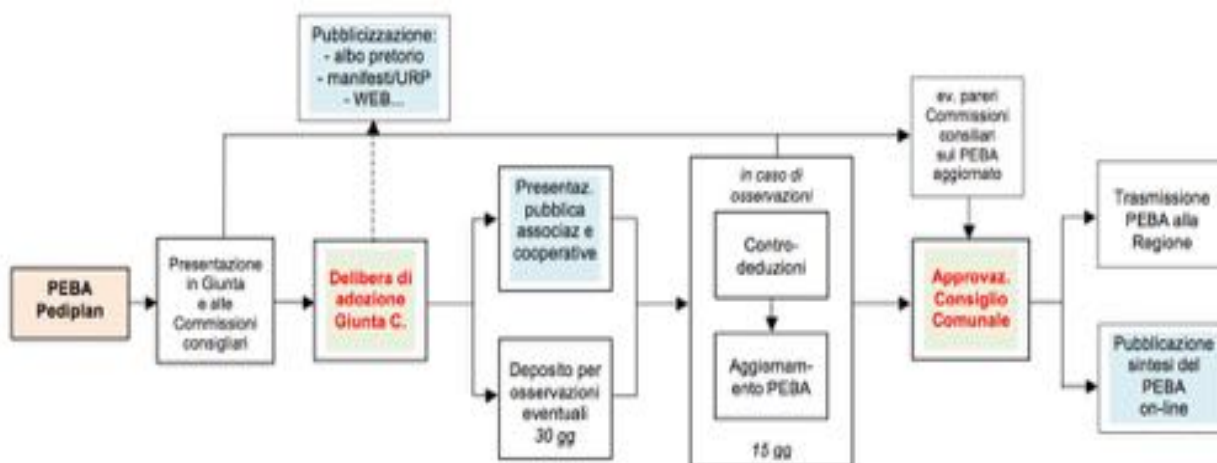 Pubblicizzazione:
- albo pretorio
- manifesti/URP
- WEB...
ev. pareri
Commissioni
consiliari
sul PEBA
aggiornato
in caso di
osservazioni
Presentaz.
pubblica
associaz e
cooperative
Trasmissione
PEBA alla
Regione
Contro-
deduzioni
PEBA
Pediplan
Presentazione
in Giunta
e alle
Commissioni
consigliari
Delibera di
adozione
Giunta C.
Approvaz.
Consiglio
Comunale
Deposito per
osservazioni
eventuali
30 gg
Aggiornam-
ento PEBA
15 gg
Pubblicazione
sintesi del
PEBA
on-line